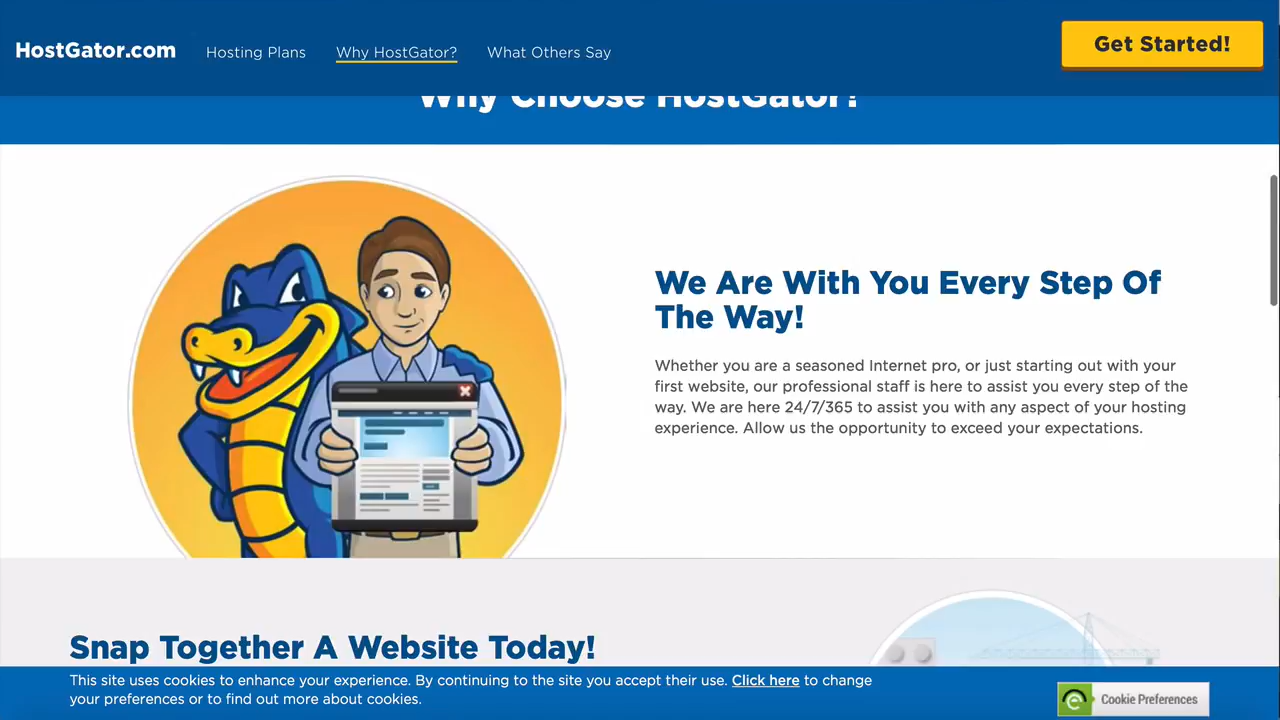 HostGator.com
Hosting Plans
Why HostGator?
What Others Say
Get Started!
Why Choose HostGator?
We Are With You Every Step Of
The Way!
Whether you are a seasoned Internet pro, or just starting out with your
first website, our professional staff is here to assist you every step of the
way. We are here 24/7/365 to assist you with any aspect of your hosting
experience. Allow us the opportunity to exceed your expectations.
Snap Together A Website Today!
This site uses cookies to enhance your experience. By continuing to the site you accept their use. Click here to change
your preferences or to find out more about cookies.
Cookie Preferences